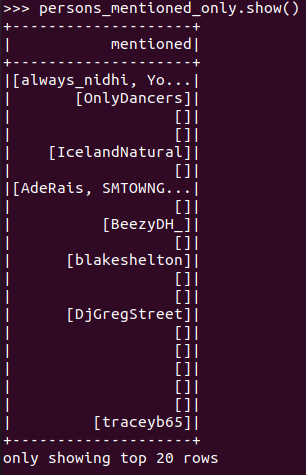 >>> persons_mentioned_only.show()
+--------------------+
|           mentioned|
+--------------------+
|[always_nidhi, Yo...|
|       [OnlyDancers]|
|                  []|
|                  []|
|    [IcelandNatural]|
|                  []|
|[AdeRais, SMTOWNG...|
|                  []|
|          [BeezyDH_]|
|                  []|
|      [blakeshelton]|
|                  []|
|                  []|
|      [DjGregStreet]|
|                  []|
|                  []|
|                  []|
|                  []|
|                  []|
|         [traceyb65]|
+--------------------+
only showing top 20 rows